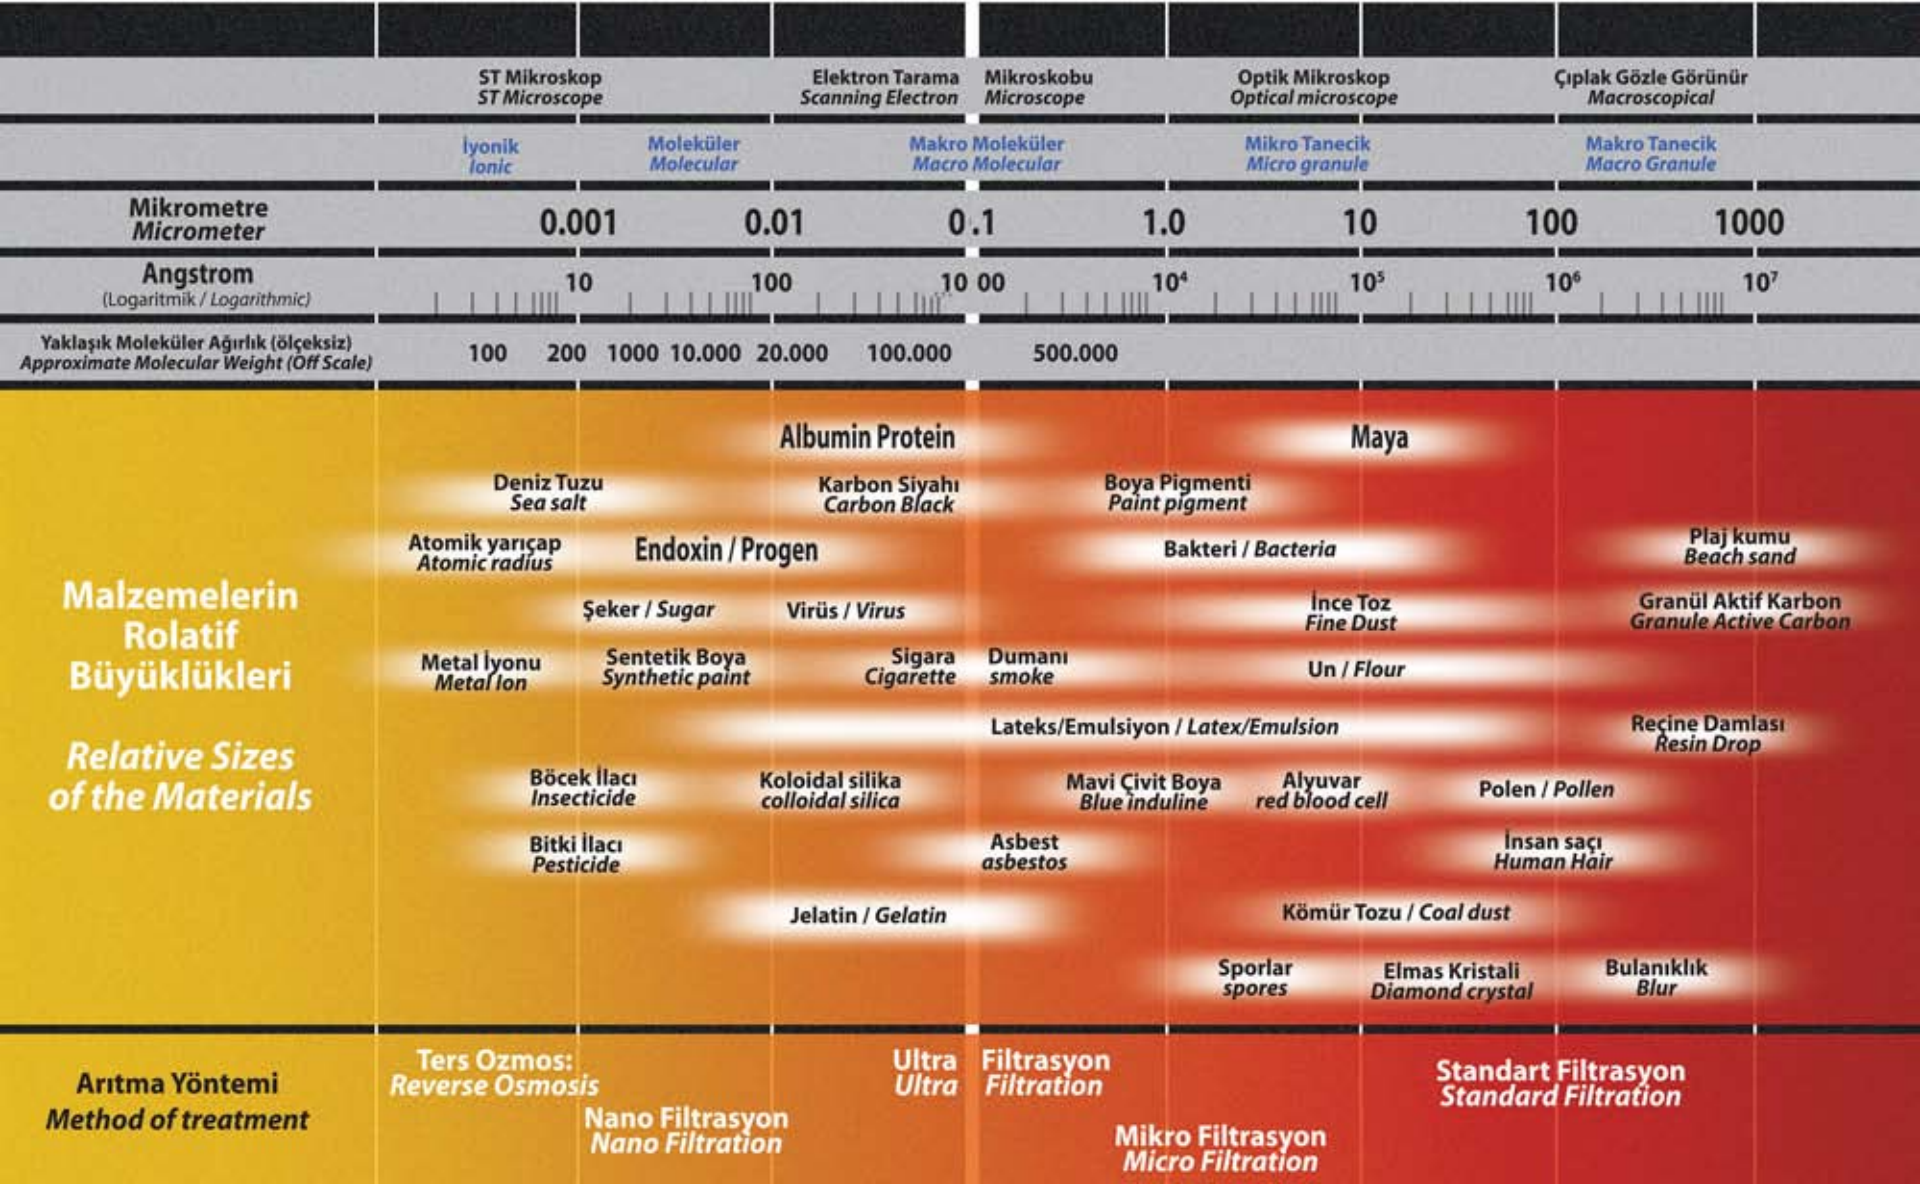 ST Mikroskop
ST Microscope
Elektron Tarama Mikroskobu
Scanning Electron Microscope
Optik Mikroskop
Optical microscope
Çıplak Gözle Görünür
Macroscopical
İyonik
Ionic
Moleküler
Molecular
Makro Moleküler
Macro Molecular
Mikro Tanecik
Micro granule
Makro Tanecik
Macro Granule
Mikrometre
Micrometer
0.001 0.01 0.1 1.0 10 100 1000
Angstrom
(Logaritmik / Logarithmic)
10 100 10 00 10⁴ 10⁵ 10⁶ 10⁷
Yaklaşık Moleküler Ağırlık (ölçeksiz)
Approximate Molecular Weight (Off Scale)
100 200 1000 10.000 20.000 100.000 500.000
Malzemelerin
Rolatif
Büyüklükleri
Relative Sizes
of the Materials
Albumin Protein
Maya
Deniz Tuzu
Sea salt
Karbon Siyahı
Carbon Black
Boya Pigmenti
Paint pigment
Atomik yarıçap
Atomic radius
Endoxin / Progen
Bakteri / Bacteria
Plaj kumu
Beach sand
Şeker / Sugar
Virüs / Virus
İnce Toz
Fine Dust
Granül Aktif Karbon
Granule Active Carbon
Metal İyonu
Metal Ion
Sentetik Boya
Synthetic paint
Sigara Dumanı
Cigarette smoke
Un / Flour
Lateks/Emulsiyon / Latex/Emulsion
Reçine Damlası
Resin Drop
Böcek İlacı
Insecticide
Koloidal silika
colloidal silica
Mavi Çivit Boya
Blue induline
Alyuvar
red blood cell
Polen / Pollen
Bitki İlacı
Pesticide
Asbest
asbestos
İnsan saçı
Human Hair
Jelatin / Gelatin
Kömür Tozu / Coal dust
Sporlar
spores
Elmas Kristali
Diamond crystal
Bulanıklık
Blur
Arıtma Yöntemi
Method of treatment
Ters Ozmos:
Reverse Osmosis
Nano Filtrasyon
Nano Filtration
Ultra Filtrasyon
Ultra Filtration
Mikro Filtrasyon
Micro Filtration
Standart Filtrasyon
Standard Filtration